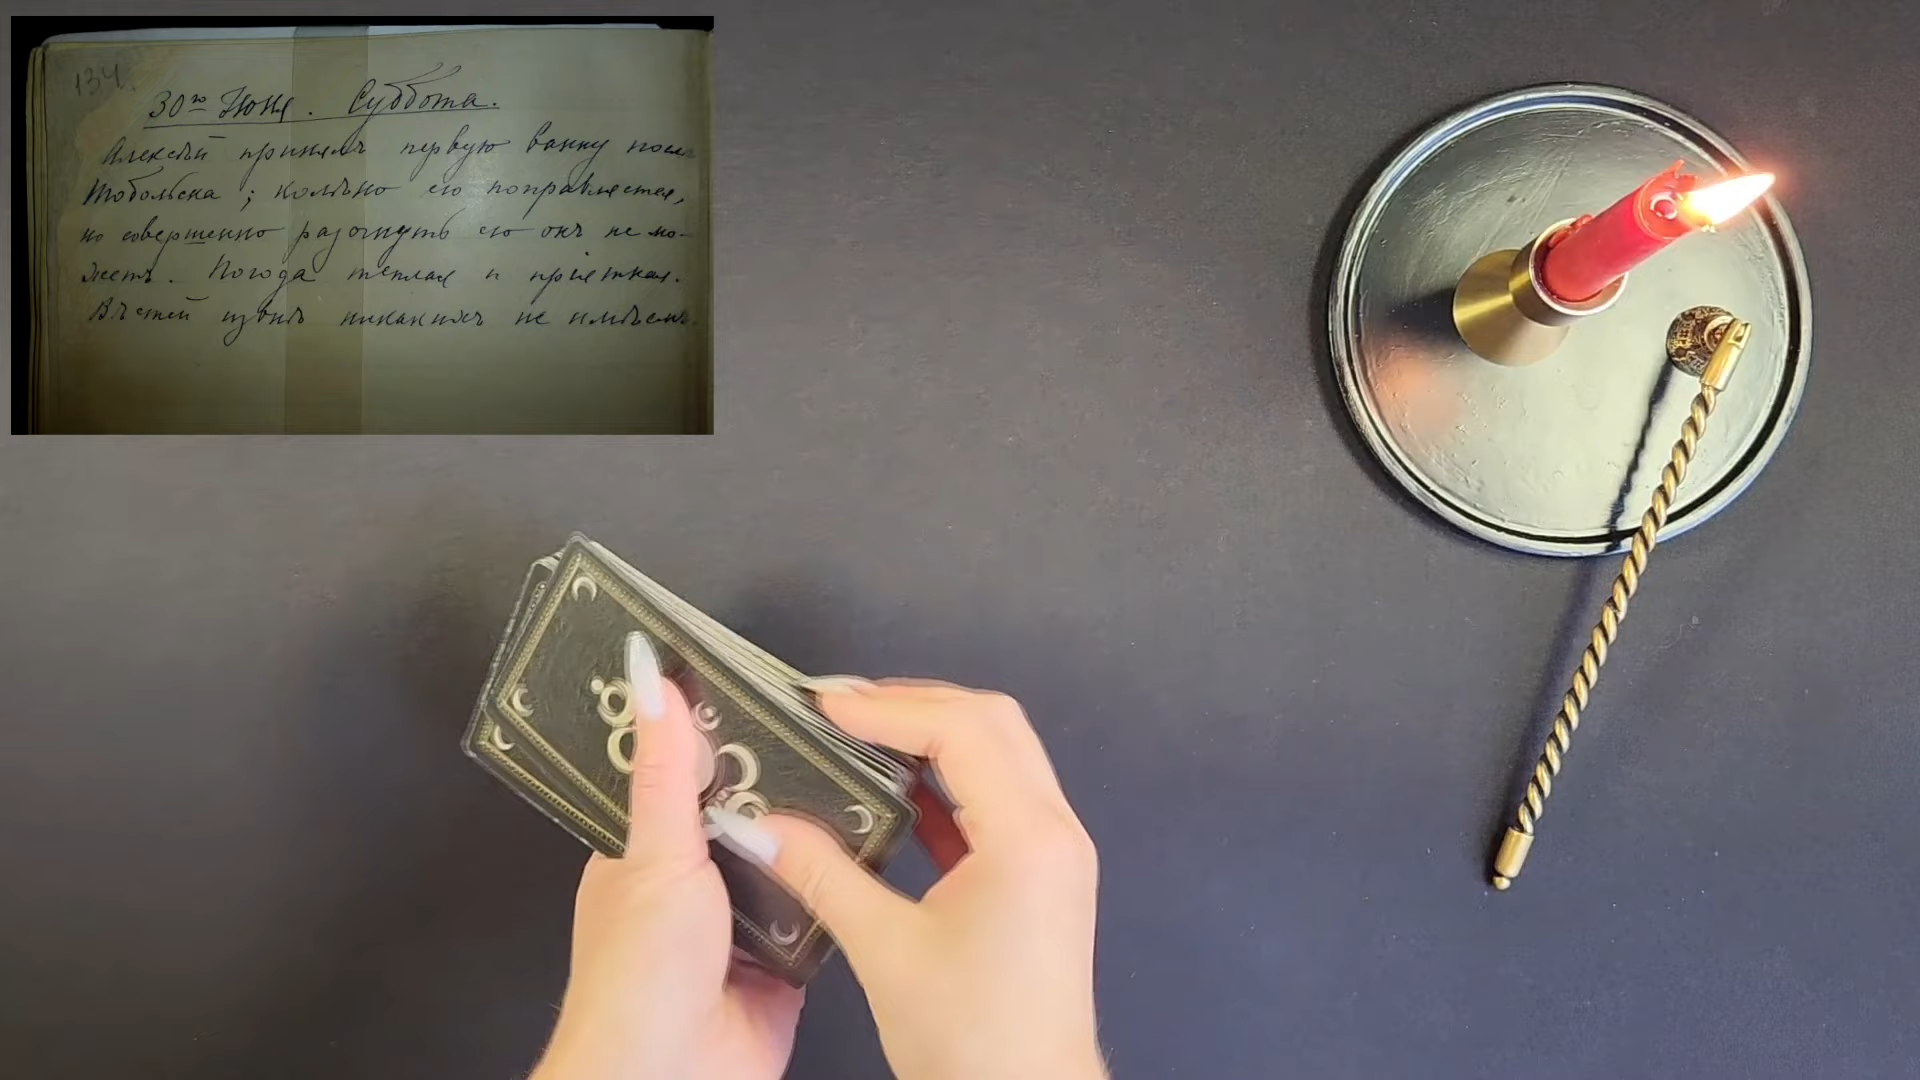 134.
30го Июня. Суббота.
Алексѣй принялъ первую ванну послѣ
Тобольска; колѣно его поправляется,
но совершенно разогнуть его онъ не мо-
жетъ. Погода теплая и пріятная.
Вѣстей извнѣ никакихъ не имѣемъ.